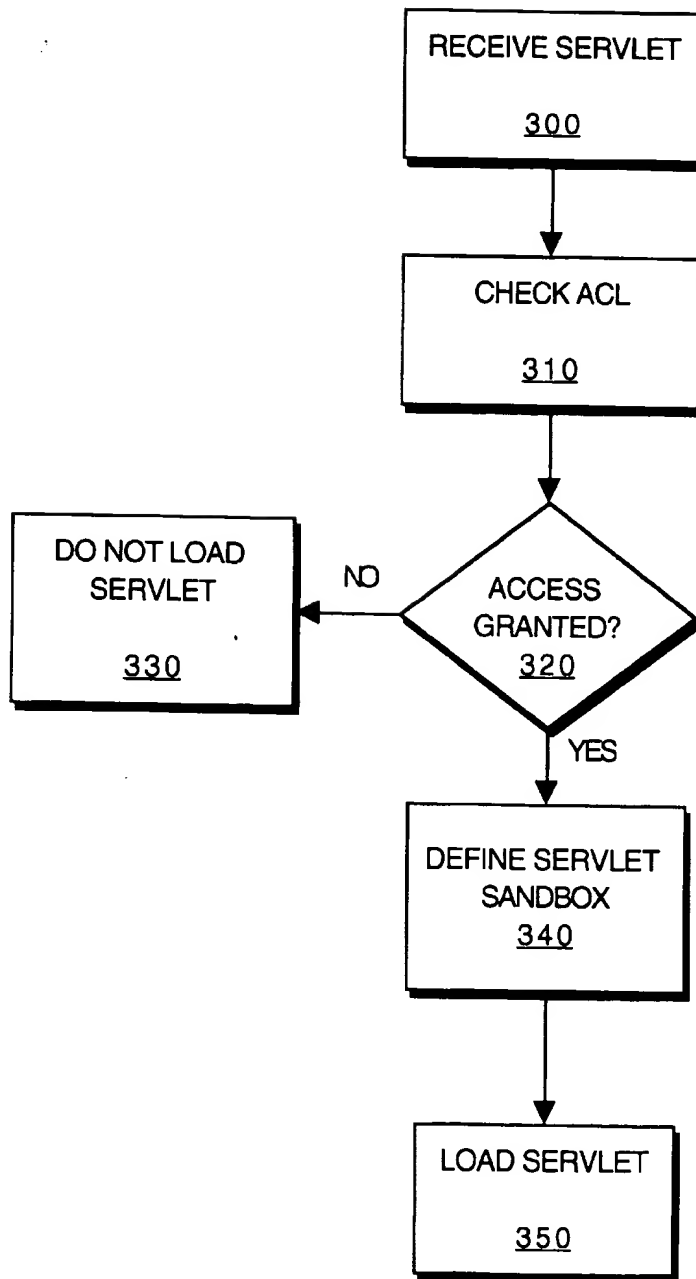 RECEIVE SERVLET
300
CHECK ACL
310
DO NOT LOAD
SERVLET
330
NO
ACCESS
GRANTED?
320
YES
DEFINE SERVLET
SANDBOX
340
LOAD SERVLET
350